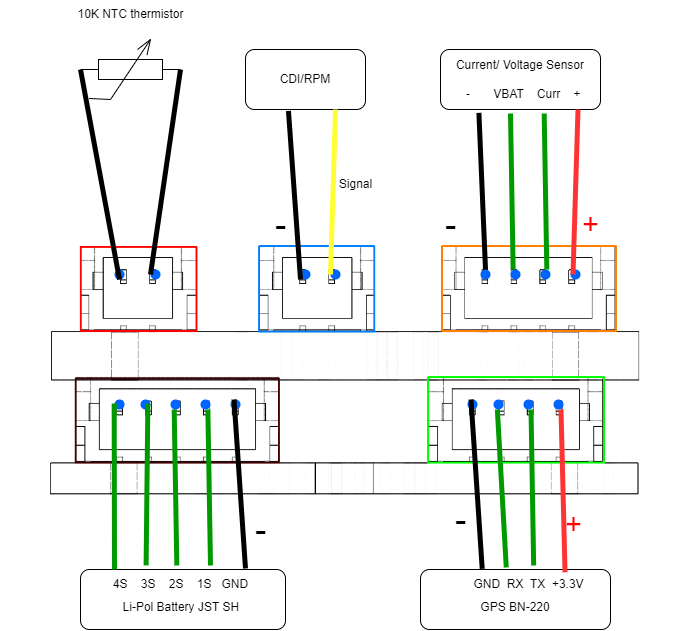 10K NTC thermistor
CDI/RPM
Current/ Voltage Sensor
- VBAT Curr +
Signal
- - +
4S 3S 2S 1S GND
Li-Pol Battery JST SH
-
- +
GND RX TX +3.3V
GPS BN-220